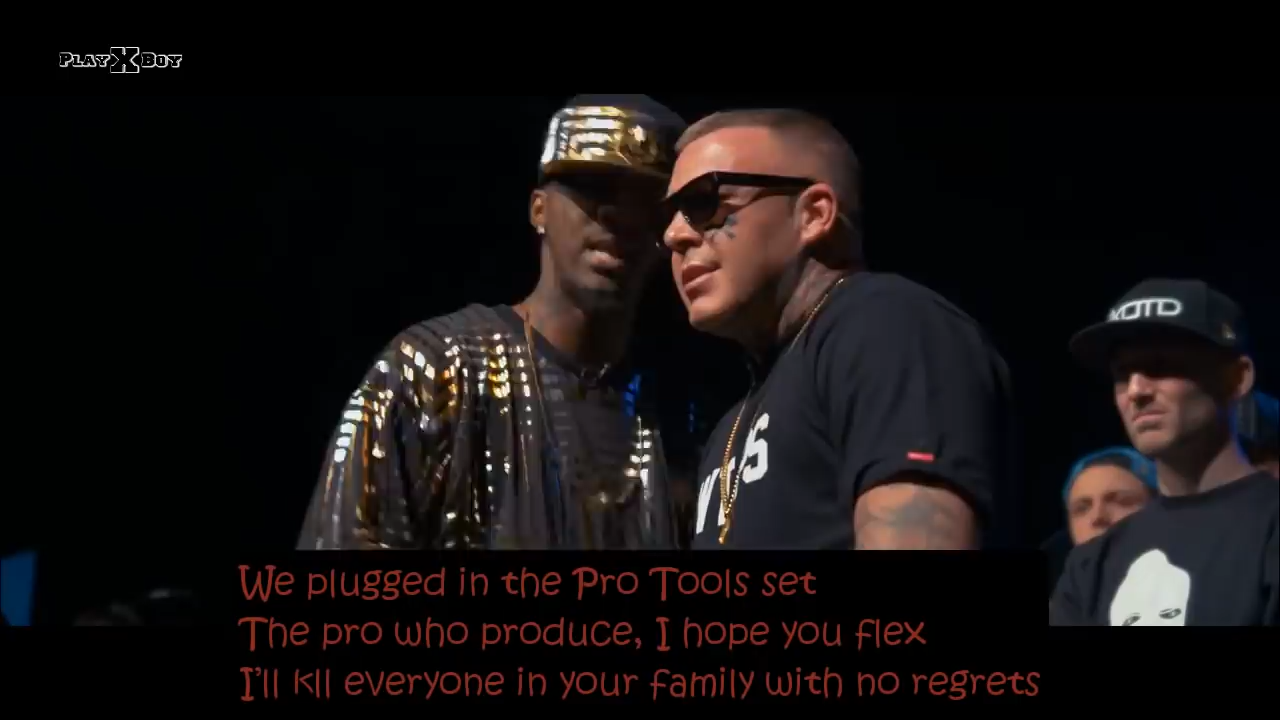 PLAYXBOY
KOTD
We plugged in the Pro Tools set
The pro who produce, I hope you flex
I'll kll everyone in your family with no regrets